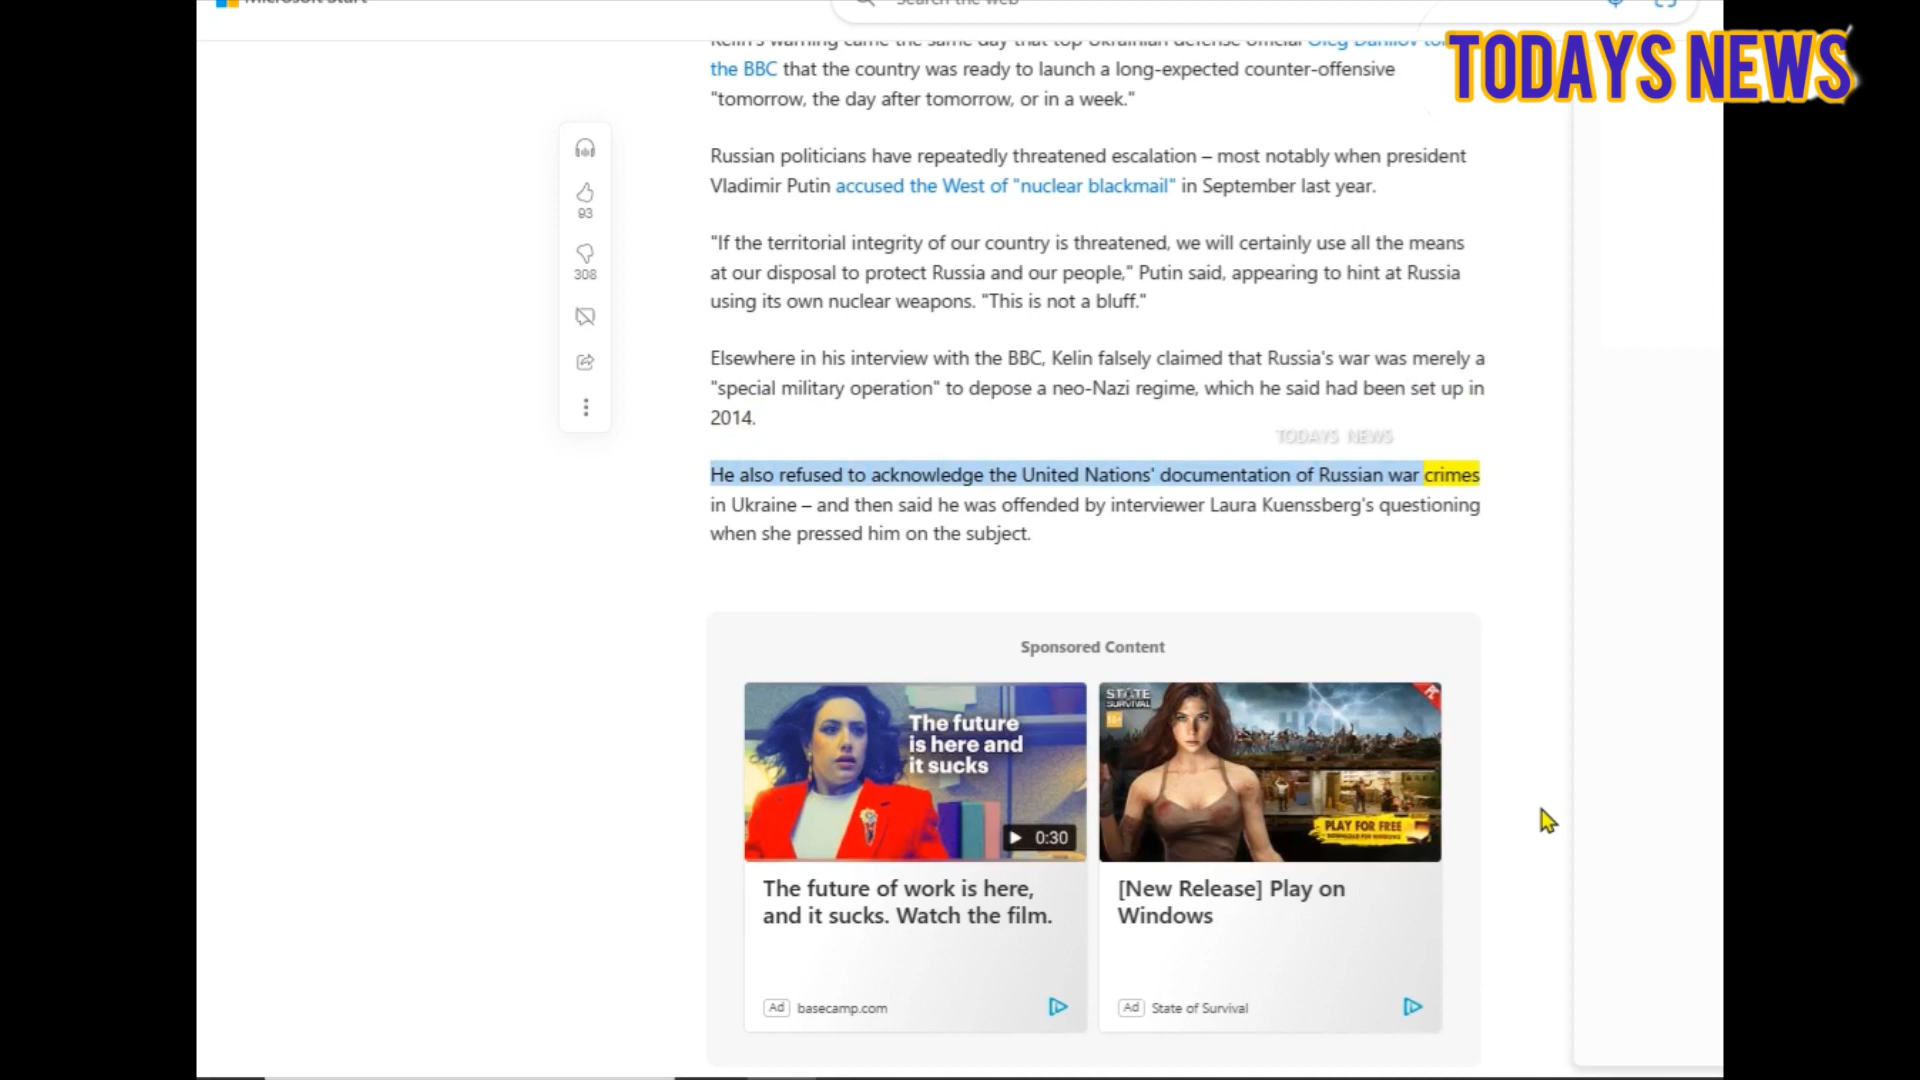 Microsoft Start
Search the web
TODAYS NEWS
Kelin's warning came the same day that top Ukrainian defense official Oleg Danilov
the BBC that the country was ready to launch a long-expected counter-offensive
"tomorrow, the day after tomorrow, or in a week."
Russian politicians have repeatedly threatened escalation – most notably when president
Vladimir Putin accused the West of "nuclear blackmail" in September last year.
93
308
"If the territorial integrity of our country is threatened, we will certainly use all the means
at our disposal to protect Russia and our people," Putin said, appearing to hint at Russia
using its own nuclear weapons. "This is not a bluff."
Elsewhere in his interview with the BBC, Kelin falsely claimed that Russia's war was merely a
"special military operation" to depose a neo-Nazi regime, which he said had been set up in
2014.
TODAYS NEWS
He also refused to acknowledge the United Nations' documentation of Russian war crimes
in Ukraine – and then said he was offended by interviewer Laura Kuenssberg's questioning
when she pressed him on the subject.
Sponsored Content
The future
is here and
it sucks
0:30
The future of work is here,
and it sucks. Watch the film.
Ad basecamp.com
STATE
SURVIVAL
PC
PLAY FOR FREE
DOWNLOAD FOR WINDOWS
[New Release] Play on
Windows
Ad State of Survival